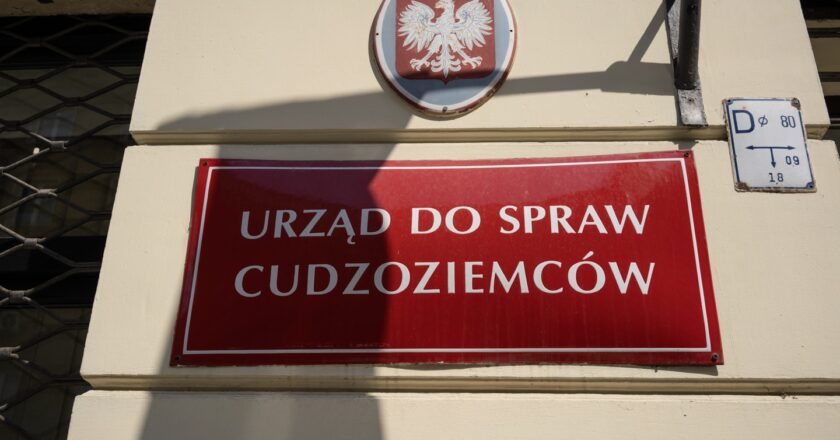 URZĄD DO SPRAW
CUDZOZIEMCÓW
D ⌀ 80
09
18